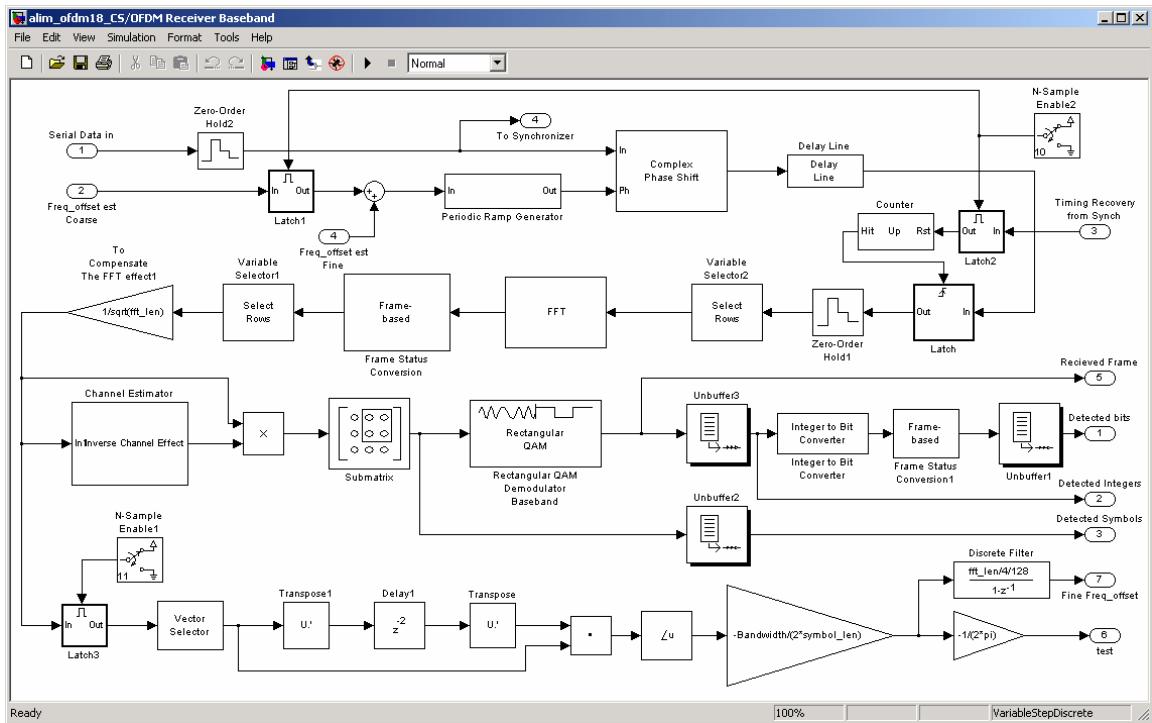 alim_ofdm18_CS/OFDM Receiver Baseband
File Edit View Simulation Format Tools Help
Normal
Serial Data in
1
Zero-Order
Hold2
4
To Synchronizer
N-Sample
Enable2
10
2
Freq_offset est
Coarse
In Out
Latch1
4
Freq_offset est
Fine
In Out
Periodic Ramp Generator
In
Ph
Complex
Phase Shift
Delay Line
Delay
Line
Counter
Hit Up Rst
Out In
Latch2
Timing Recovery
from Synch
3
To
Compensate
The FFT effect1
1/sqrt(fft_len)
Variable
Selector1
Select
Rows
Frame-
based
Frame Status
Conversion
FFT
Variable
Selector2
Select
Rows
Zero-Order
Hold1
Out In
Latch
Channel Estimator
In Inverse Channel Effect
×
Submatrix
Rectangular
QAM
Rectangular QAM
Demodulator
Baseband
Unbuffer3
Integer to Bit
Converter
Integer to Bit
Converter
Frame-
based
Frame Status
Conversion1
Unbuffer1
Recieved Frame
5
Detected bits
1
Detected Integers
2
Unbuffer2
Detected Symbols
3
N-Sample
Enable1
11
In Out
Latch3
Vector
Selector
Transpose1
U.'
Delay1
z-2
Transpose
U.'
∠u
-Bandwidth/(2*symbol_len)
Discrete Filter
fft_len/4/128
1-z-1
7
Fine Freq_offset
-1/(2*pi)
6
test
Ready
100%
VariableStepDiscrete